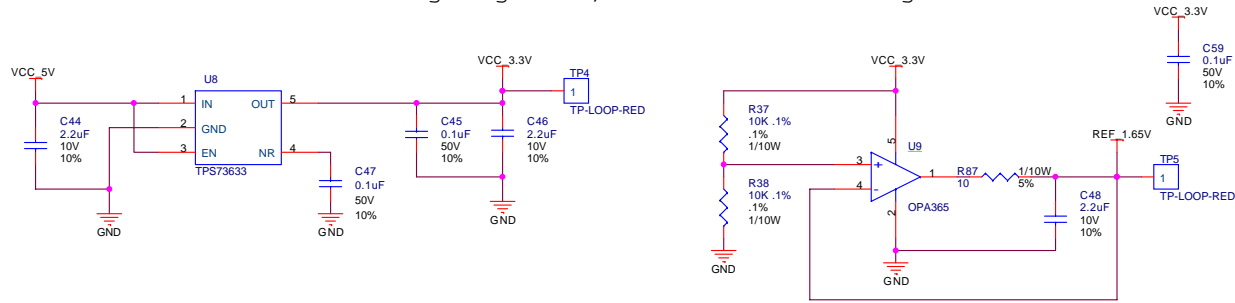 VCC_5V
U8
1
IN
OUT
5
2
GND
3
EN
NR
4
TPS73633
C44
2.2uF
10V
10%
GND
C47
0.1uF
50V
10%
GND
C45
0.1uF
50V
10%
VCC_3.3V
C46
2.2uF
10V
10%
GND
TP4
1
TP-LOOP-RED
VCC_3.3V
R37
10K .1%
.1%
1/10W
R38
10K .1%
.1%
1/10W
GND
U9
5
3
+
4
-
1
2
OPA365
GND
R87
10
1/10W
5%
C48
2.2uF
10V
10%
REF_1.65V
TP5
1
TP-LOOP-RED
VCC_3.3V
C59
0.1uF
50V
10%
GND